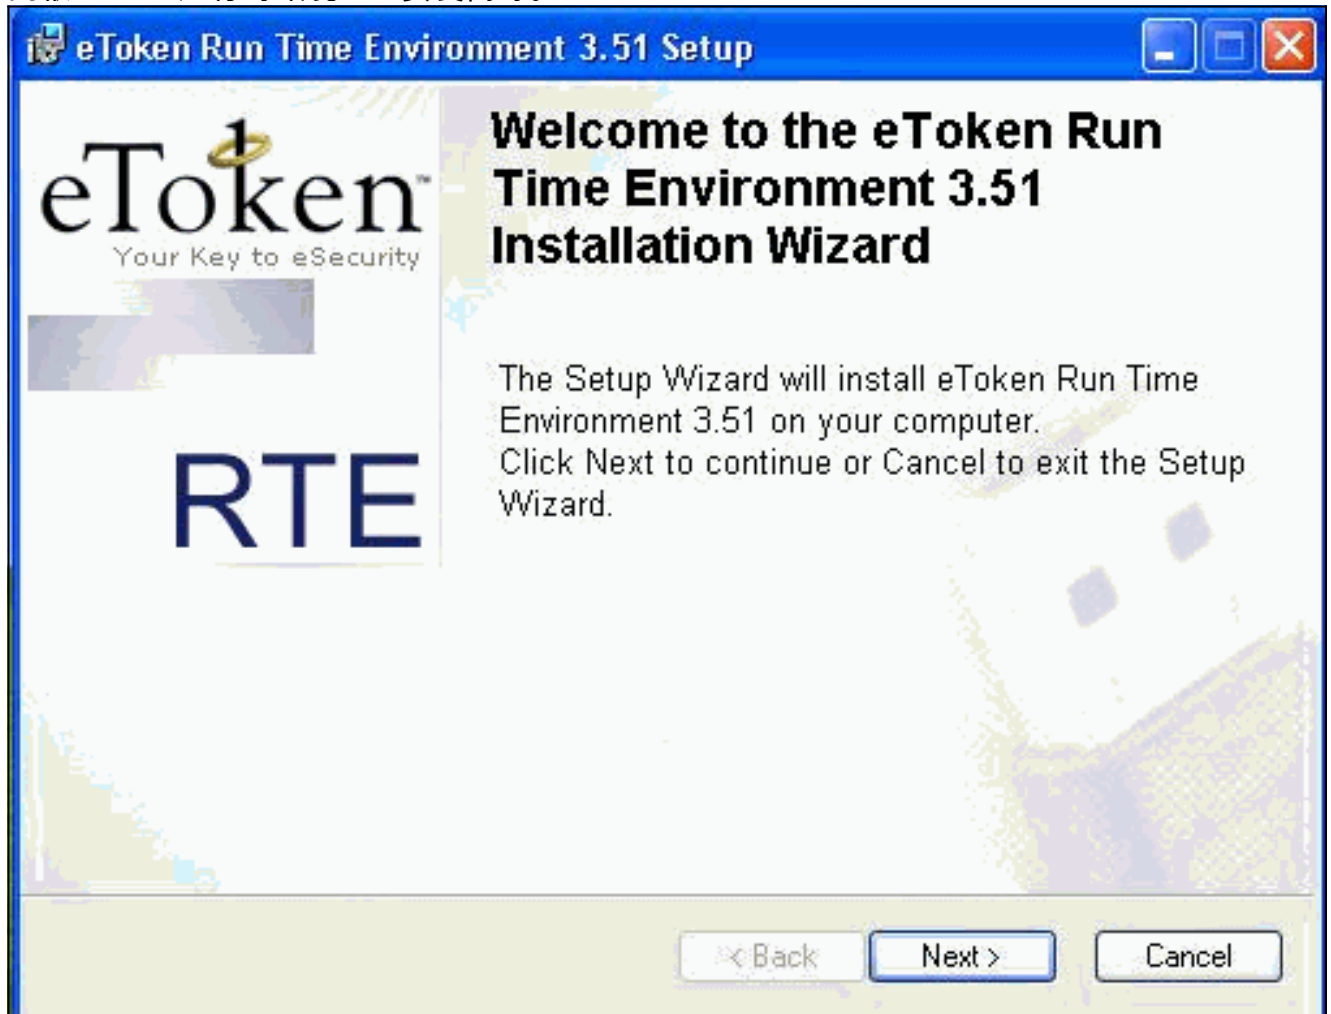 eToken Run Time Environment 3.51 Setup
eToken™
Your Key to eSecurity
RTE
Welcome to the eToken Run
Time Environment 3.51
Installation Wizard
The Setup Wizard will install eToken Run Time
Environment 3.51 on your computer.
Click Next to continue or Cancel to exit the Setup
Wizard.
< Back
Next >
Cancel